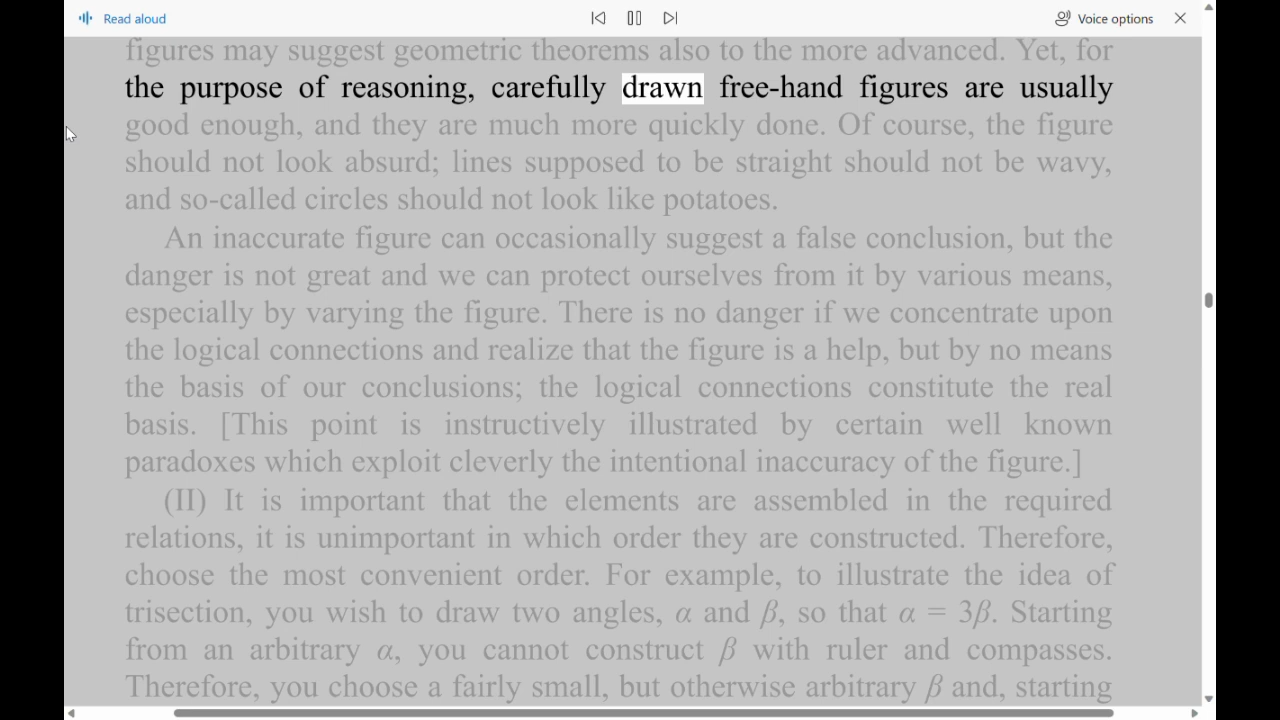 Read aloud
Voice options
figures may suggest geometric theorems also to the more advanced. Yet, for
the purpose of reasoning, carefully drawn free-hand figures are usually
good enough, and they are much more quickly done. Of course, the figure
should not look absurd; lines supposed to be straight should not be wavy,
and so-called circles should not look like potatoes.
An inaccurate figure can occasionally suggest a false conclusion, but the
danger is not great and we can protect ourselves from it by various means,
especially by varying the figure. There is no danger if we concentrate upon
the logical connections and realize that the figure is a help, but by no means
the basis of our conclusions; the logical connections constitute the real
basis. [This point is instructively illustrated by certain well known
paradoxes which exploit cleverly the intentional inaccuracy of the figure.]
(II) It is important that the elements are assembled in the required
relations, it is unimportant in which order they are constructed. Therefore,
choose the most convenient order. For example, to illustrate the idea of
trisection, you wish to draw two angles, α and β, so that α = 3β. Starting
from an arbitrary α, you cannot construct β with ruler and compasses.
Therefore, you choose a fairly small, but otherwise arbitrary β and, starting